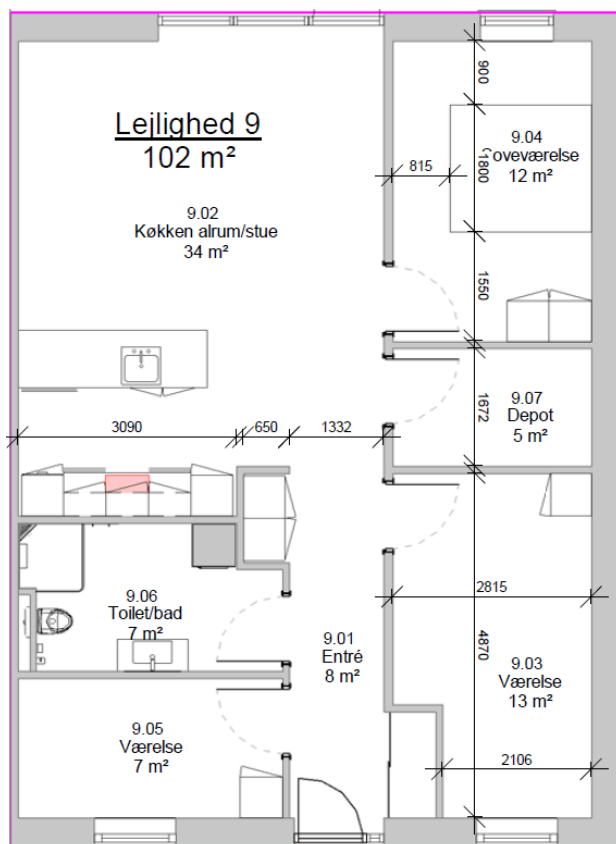 Lejlighed 9
102 m²
9.02
Køkken alrum/stue
34 m²
900
9.04
Soveværelse
12 m²
1800
815
1550
9.07
Depot
5 m²
1672
3090
650
1332
9.06
Toilet/bad
7 m²
9.01
Entré
8 m²
2815
4870
9.03
Værelse
13 m²
9.05
Værelse
7 m²
2106